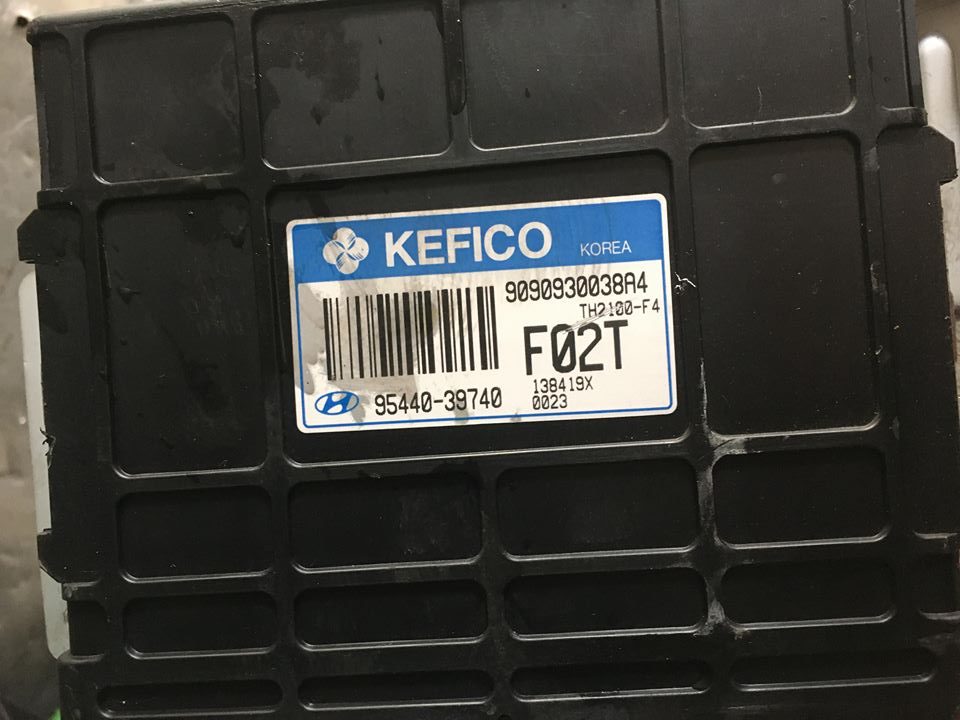 KEFICO KOREA
9090930038A4
TH2100-F4
F02T
138419X
95440-39740 0023